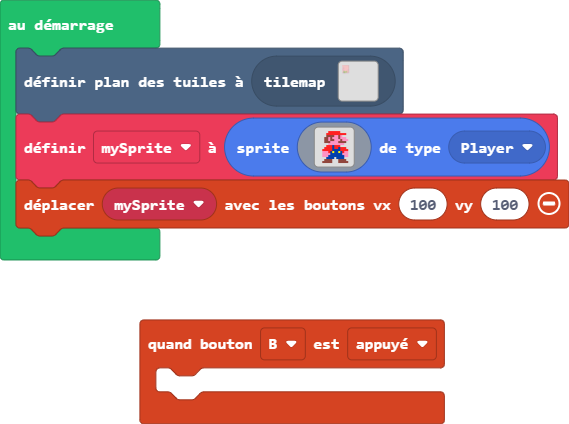 au démarrage
définir plan des tuiles à tilemap
définir mySprite à sprite de type Player
déplacer mySprite avec les boutons vx 100 vy 100
quand bouton B est appuyé